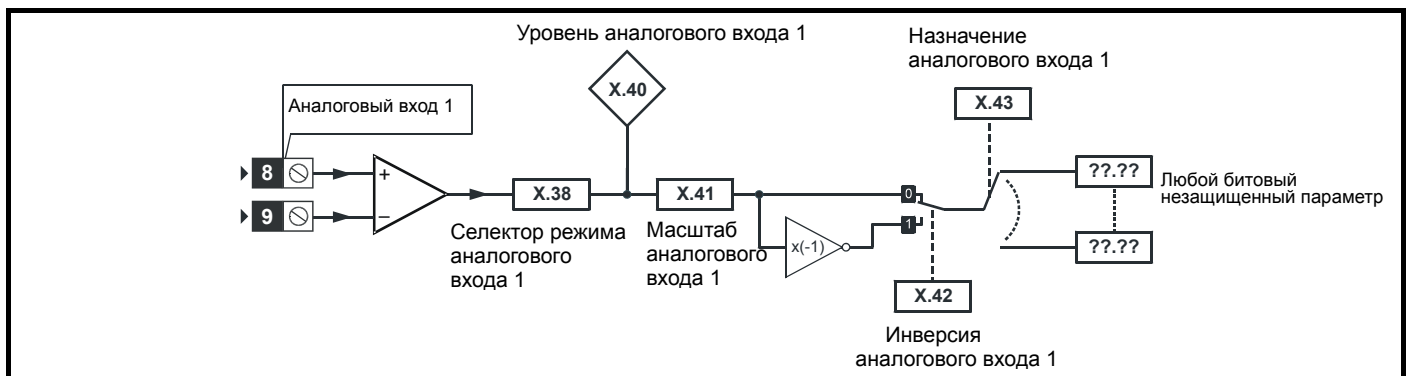 Уровень аналогового входа 1
Назначение
аналогового входа 1
X.40
X.43
Аналоговый вход 1
8
+
9
–
X.38
X.41
0
1
x(-1)
??.??
??.??
Любой битовый
незащищенный параметр
Селектор режима
аналогового
входа 1
Масштаб
аналогового
входа 1
X.42
Инверсия
аналогового входа 1